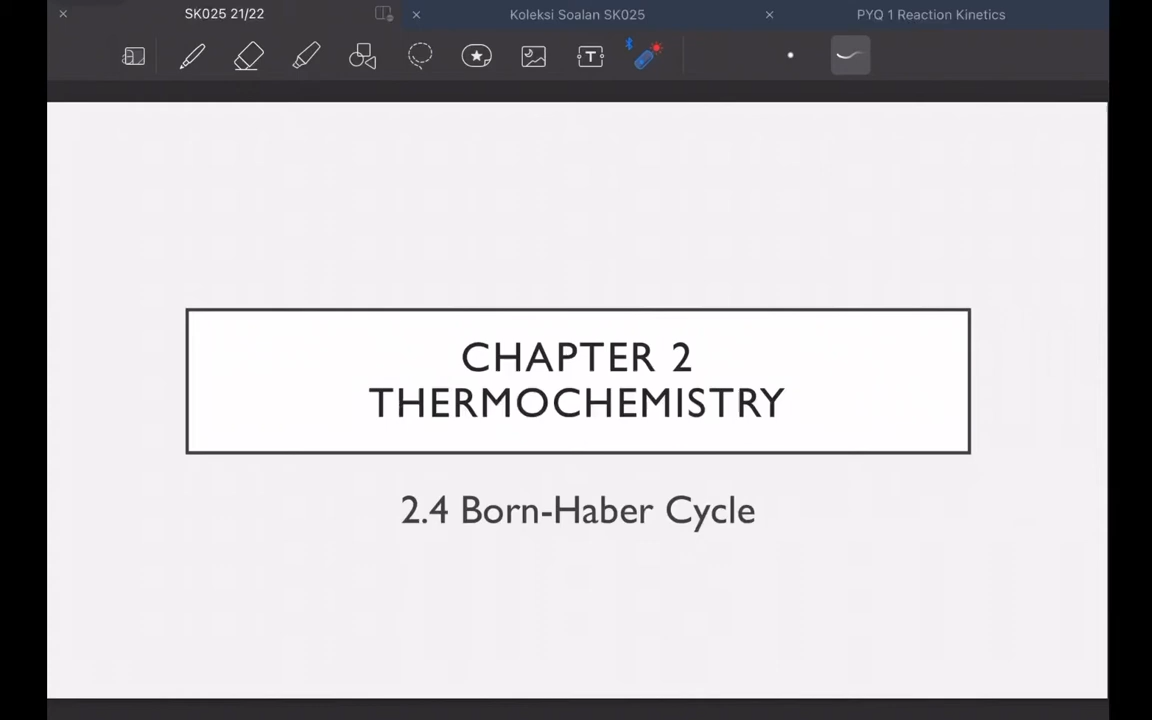 SK025 21/22
Koleksi Soalan SK025
PYQ 1 Reaction Kinetics
CHAPTER 2
THERMOCHEMISTRY
2.4 Born-Haber Cycle